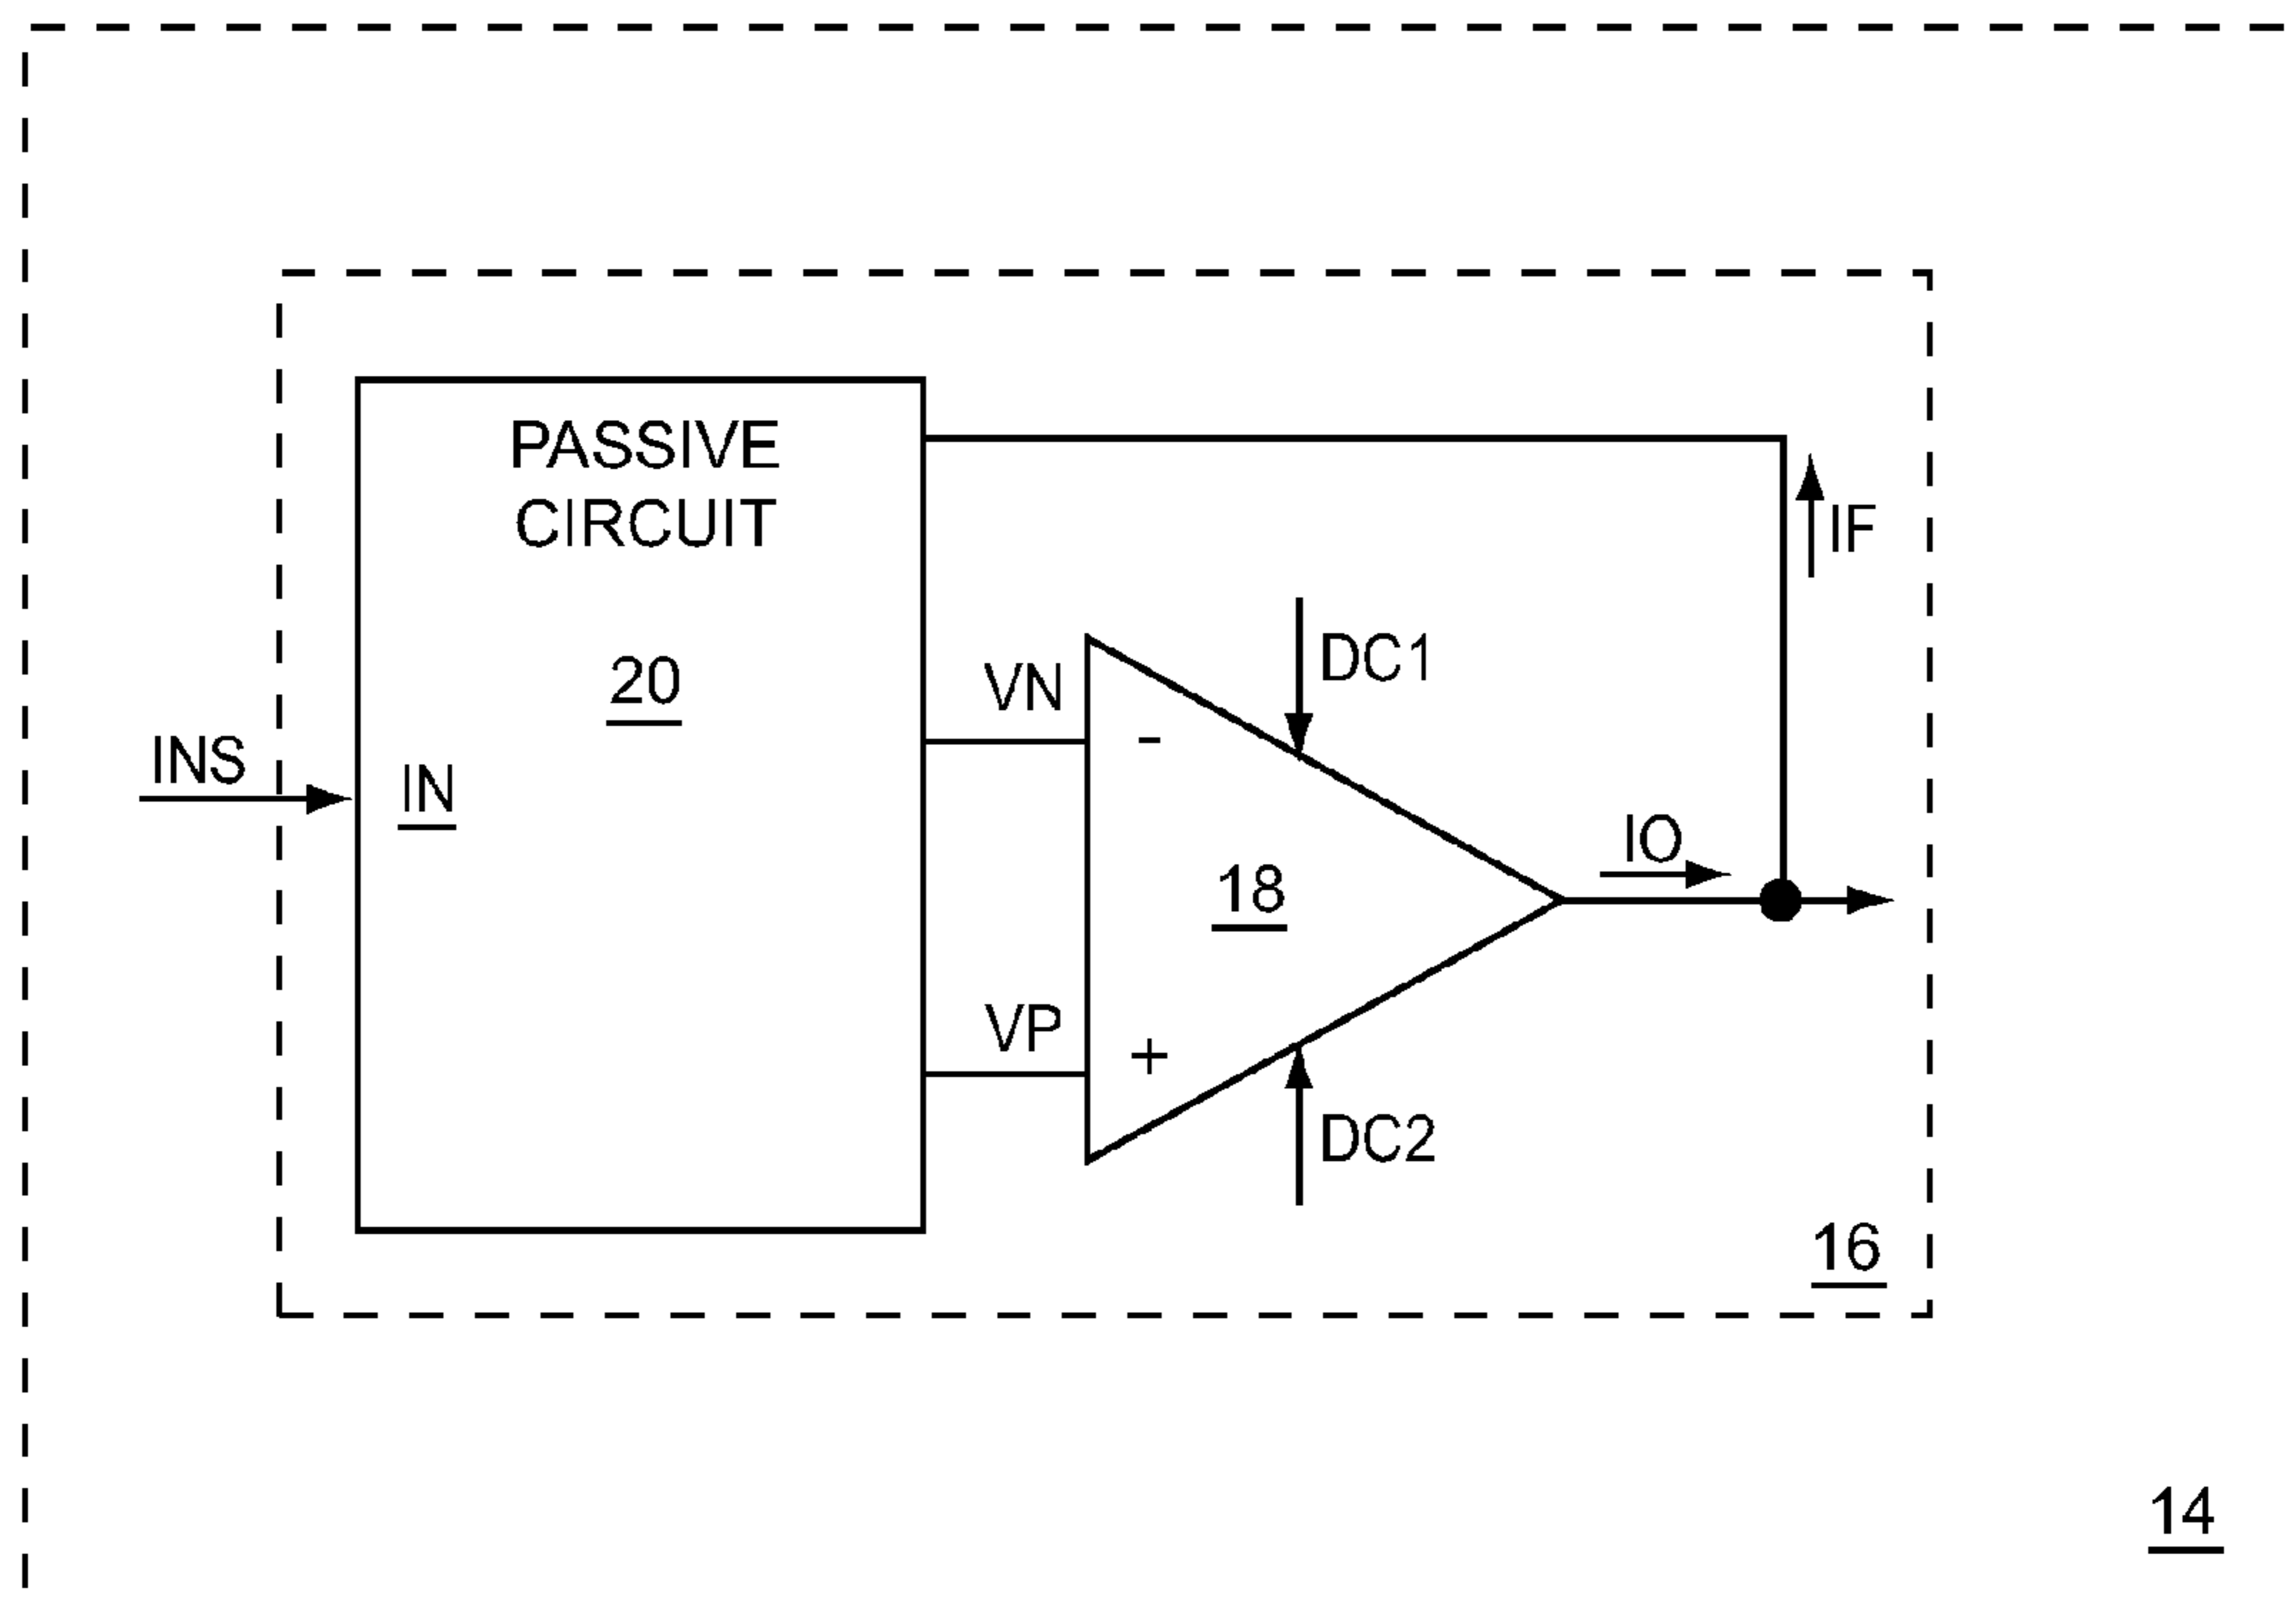 PASSIVE
CIRCUIT
IF
20
VN
DC1
INS
IN
-
IO
18
VP
+
DC2
16
14